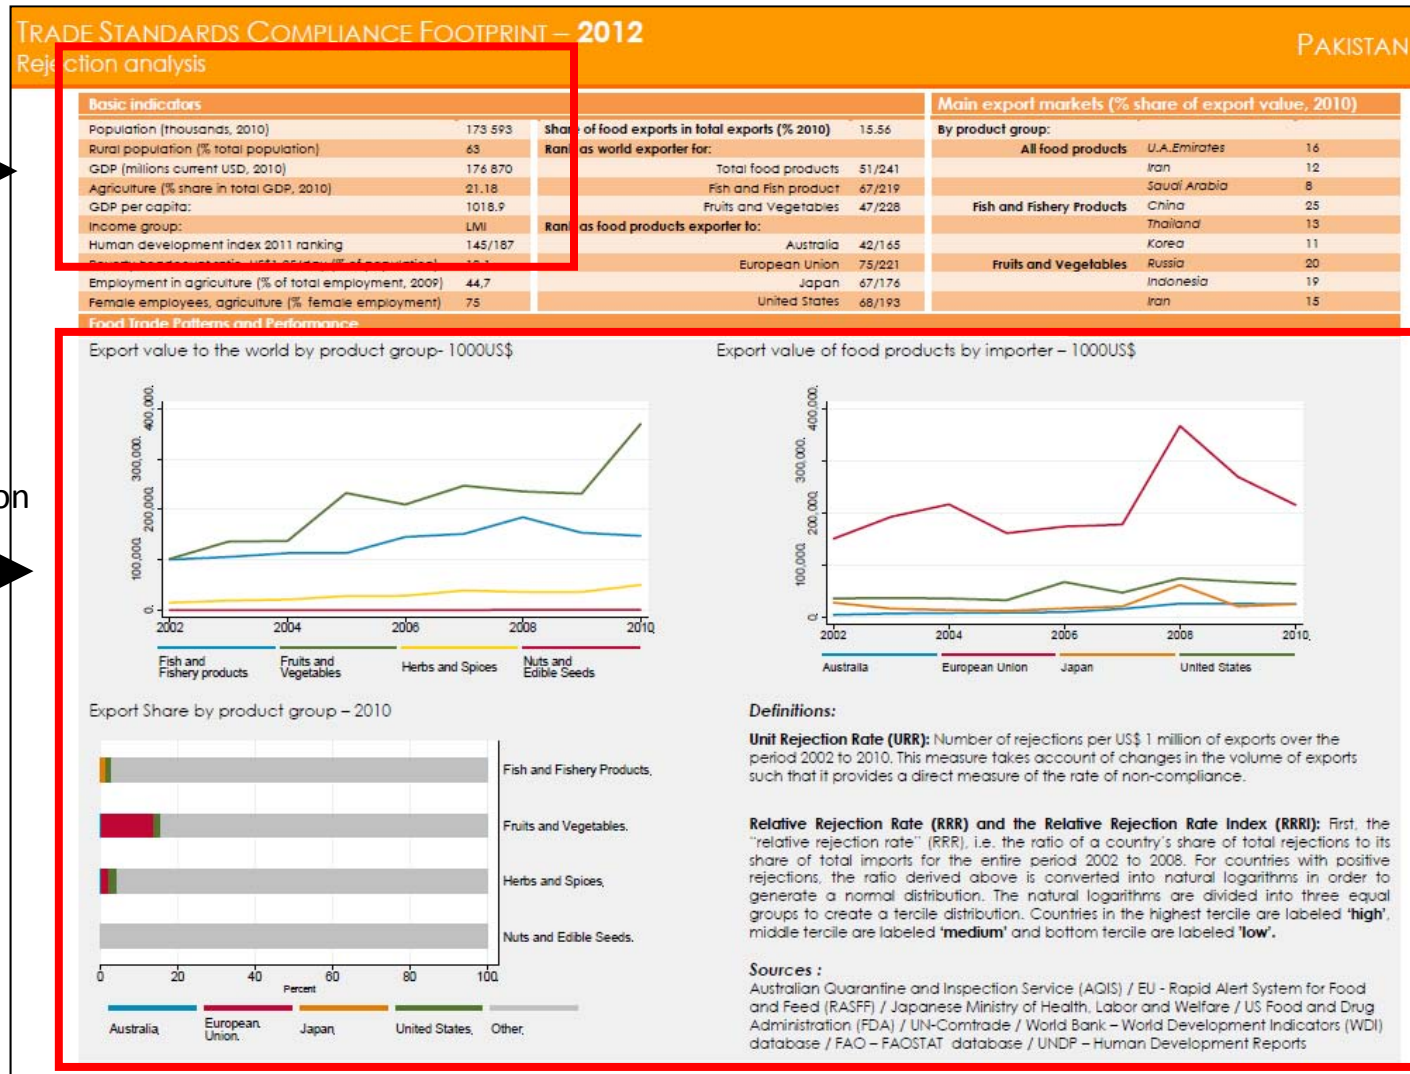 TRADE STANDARDS COMPLIANCE FOOTPRINT – 2012
Rejection analysis
PAKISTAN
Basic indicators
Population (thousands, 2010) 173 593
Rural population (% total population) 63
GDP (millions current USD, 2010) 176 870
Agriculture (% share in total GDP, 2010) 21.18
GDP per capita: 1018.9
Income group: LMI
Human development index 2011 ranking 145/187
Employment in agriculture (% of total employment, 2009) 44,7
Female employees, agriculture (% female employment) 75
Share of food exports in total exports (% 2010) 15.56
Rank as world exporter for:
Total food products 51/241
Fish and Fish product 67/219
Fruits and Vegetables 47/228
Rank as food products exporter to:
Australia 42/165
European Union 75/221
Japan 67/176
United States 68/193
Main export markets (% share of export value, 2010)
By product group:
All food products U.A.Emirates 16
Iran 12
Saudi Arabia 8
Fish and Fishery Products China 25
Thailand 13
Korea 11
Fruits and Vegetables Russia 20
Indonesia 19
Iran 15
Food Trade Patterns and Performance
on
Export value to the world by product group- 1000US$
400,000.
300,000.
200,000.
100,000.
0.
2002 2004 2006 2008 2010.
Fish and Fishery products
Fruits and Vegetables
Herbs and Spices
Nuts and Edible Seeds
Export value of food products by importer – 1000US$
400,000.
300,000.
200,000.
100,000.
0.
2002 2004 2006 2008 2010.
Australia European Union Japan United States
Export Share by product group – 2010
Fish and Fishery Products.
Fruits and Vegetables.
Herbs and Spices.
Nuts and Edible Seeds.
0 20 40 60 80 100
Percent
Australia. European Union. Japan. United States. Other.
Definitions:
Unit Rejection Rate (URR): Number of rejections per US$ 1 million of exports over the
period 2002 to 2010. This measure takes account of changes in the volume of exports
such that it provides a direct measure of the rate of non-compliance.
Relative Rejection Rate (RRR) and the Relative Rejection Rate Index (RRRI): First, the
"relative rejection rate" (RRR), i.e. the ratio of a country's share of total rejections to its
share of total imports for the entire period 2002 to 2008. For countries with positive
rejections, the ratio derived above is converted into natural logarithms in order to
generate a normal distribution. The natural logarithms are divided into three equal
groups to create a tercile distribution. Countries in the highest tercile are labeled 'high',
middle tercile are labeled 'medium' and bottom tercile are labeled 'low'.
Sources :
Australian Quarantine and Inspection Service (AQIS) / EU - Rapid Alert System for Food
and Feed (RASFF) / Japanese Ministry of Health, Labor and Welfare / US Food and Drug
Administration (FDA) / UN-Comtrade / World Bank – World Development Indicators (WDI)
database / FAO – FAOSTAT database / UNDP – Human Development Reports